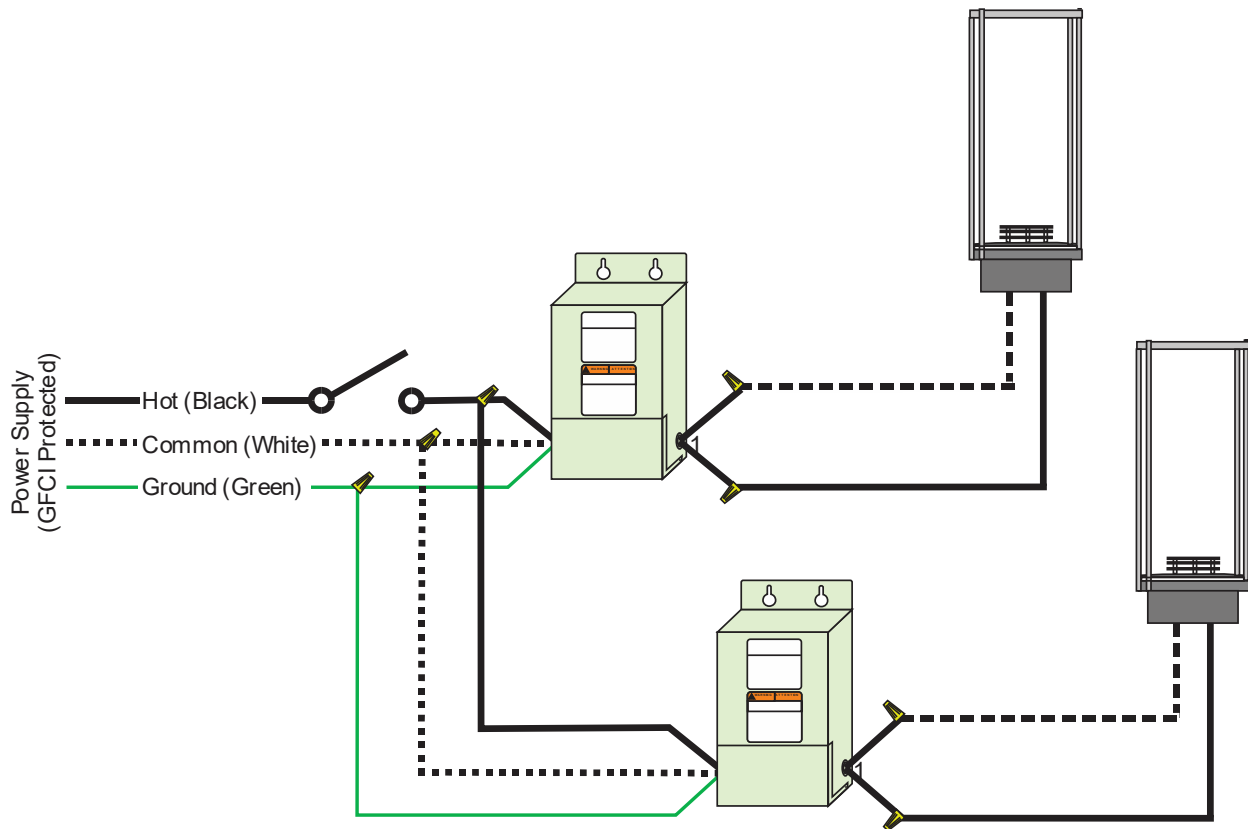 Power Supply
(GFCI Protected)
Hot (Black)
Common (White)
Ground (Green)
1
1